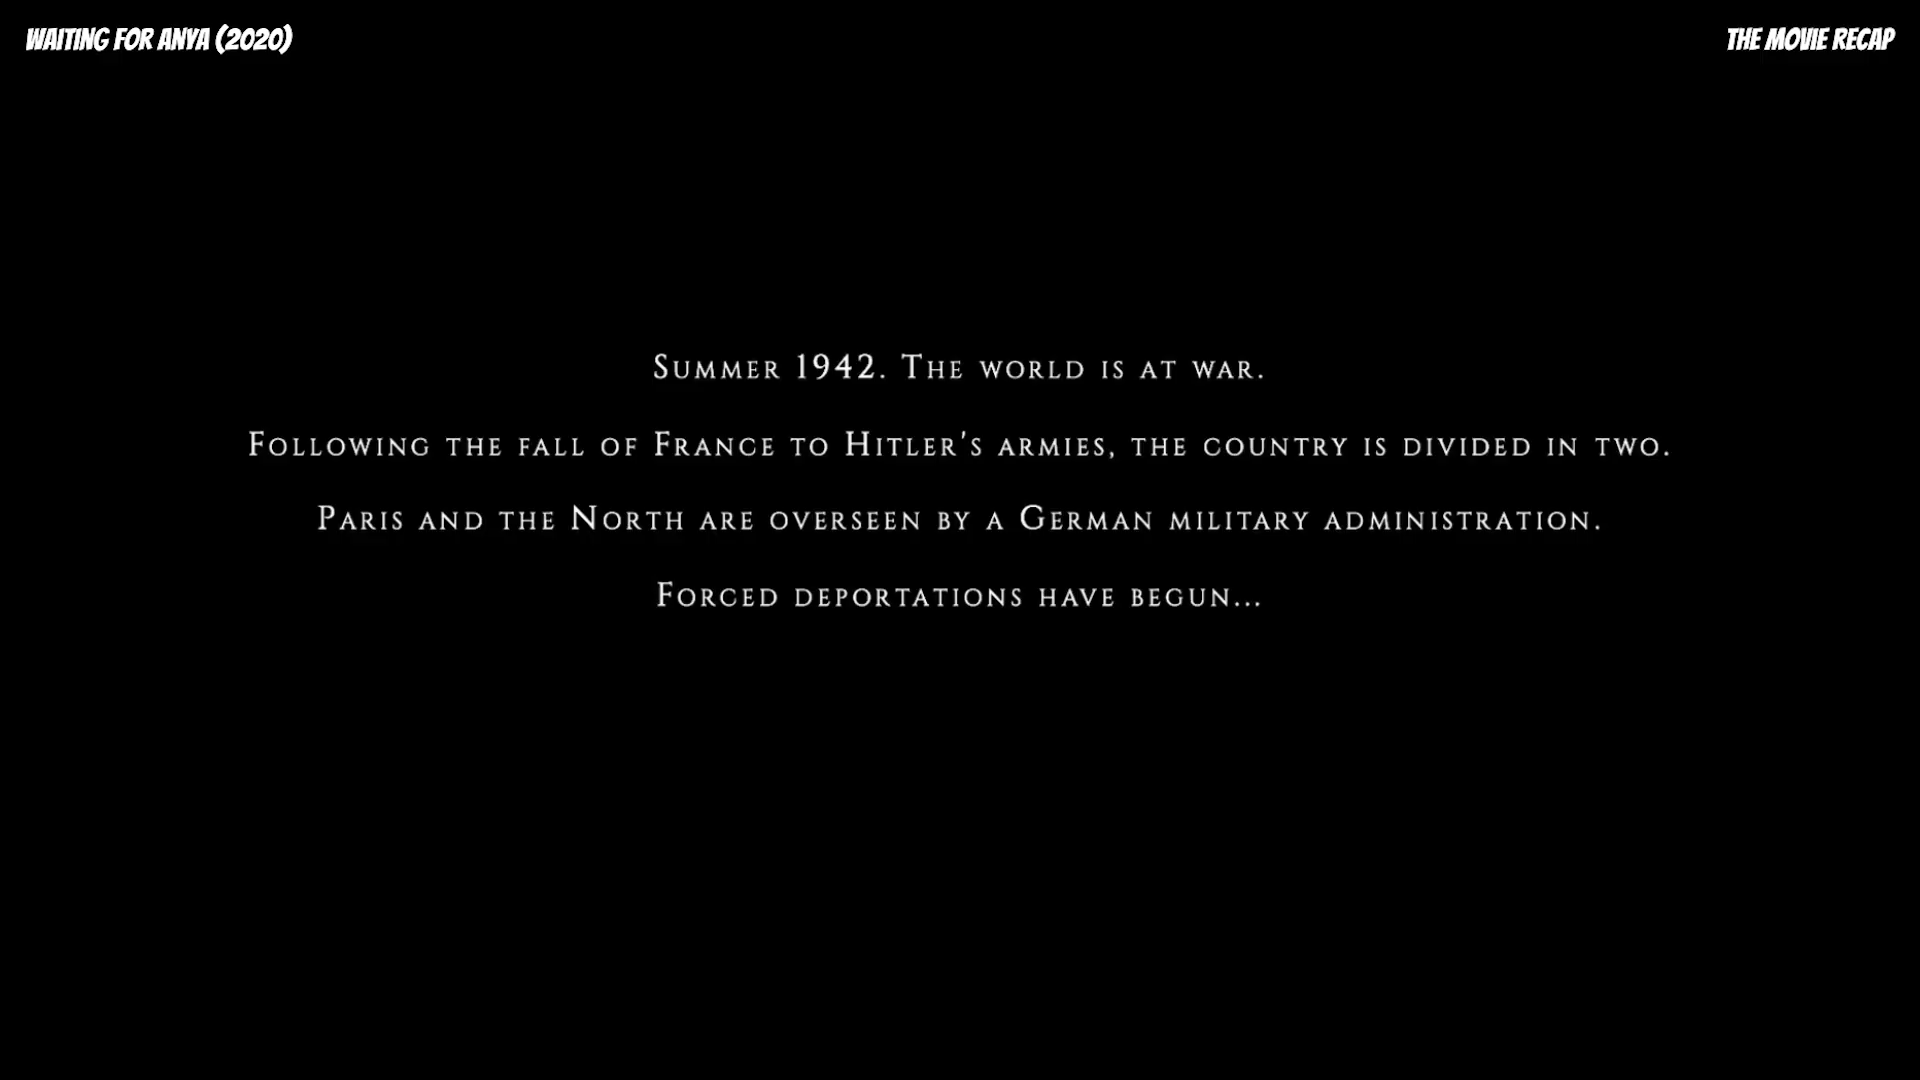 WAITING FOR ANYA (2020)
THE MOVIE RECAP
Summer 1942. The world is at war.
Following the fall of France to Hitler's armies, the country is divided in two.
Paris and the North are overseen by a German military administration.
Forced deportations have begun...